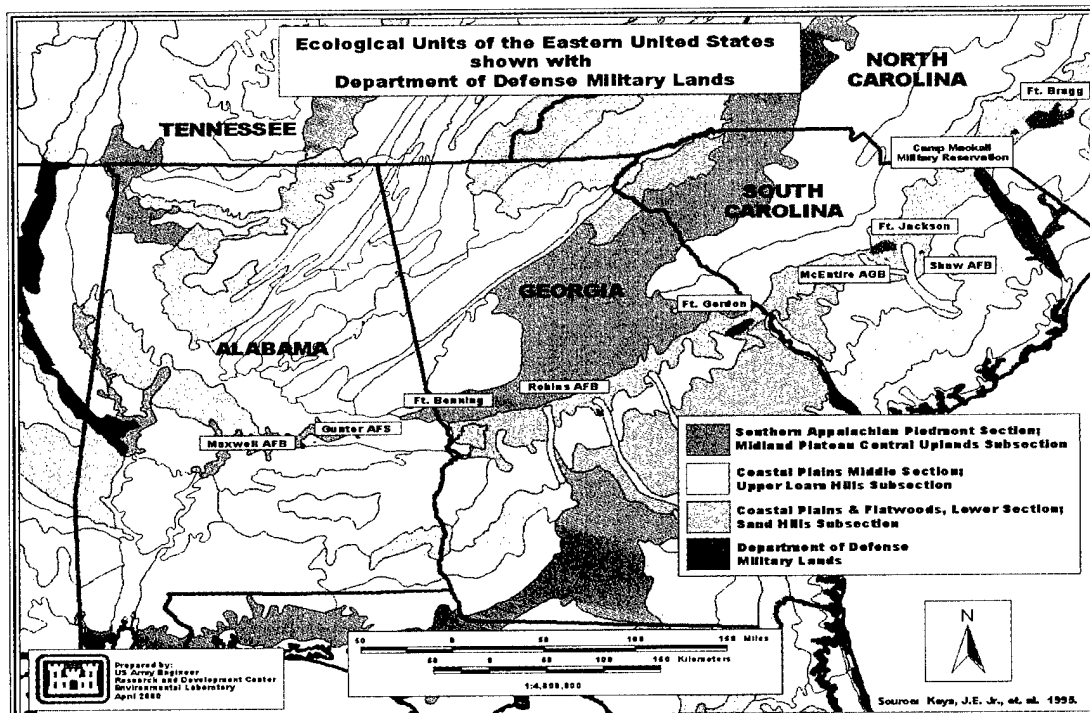 Ecological Units of the Eastern United States
shown with
Department of Defense Military Lands
NORTH
CAROLINA
Ft. Bragg
TENNESSEE
Camp Mackall
Military Reservation
SOUTH
CAROLINA
Ft. Jackson
Shaw AFB
McEntire AGB
GEORGIA
Ft. Gordon
ALABAMA
Robins AFB
Ft. Benning
Gunter AFS
Maxwell AFB
Southern Appalachian Piedmont Section;
Midland Plateau Central Uplands Subsection
Coastal Plains Middle Section;
Upper Loam Hills Subsection
Coastal Plains & Flatwoods, Lower Section;
Sand Hills Subsection
Department of Defense
Military Lands
50 0 50 100 150 Miles
50 0 50 100 150 Kilometers
N
Prepared by:
US Army Engineer
Research and Development Center
Environmental Laboratory
April 2000
Source: Keys, J.E. Jr., et. al. 1995.